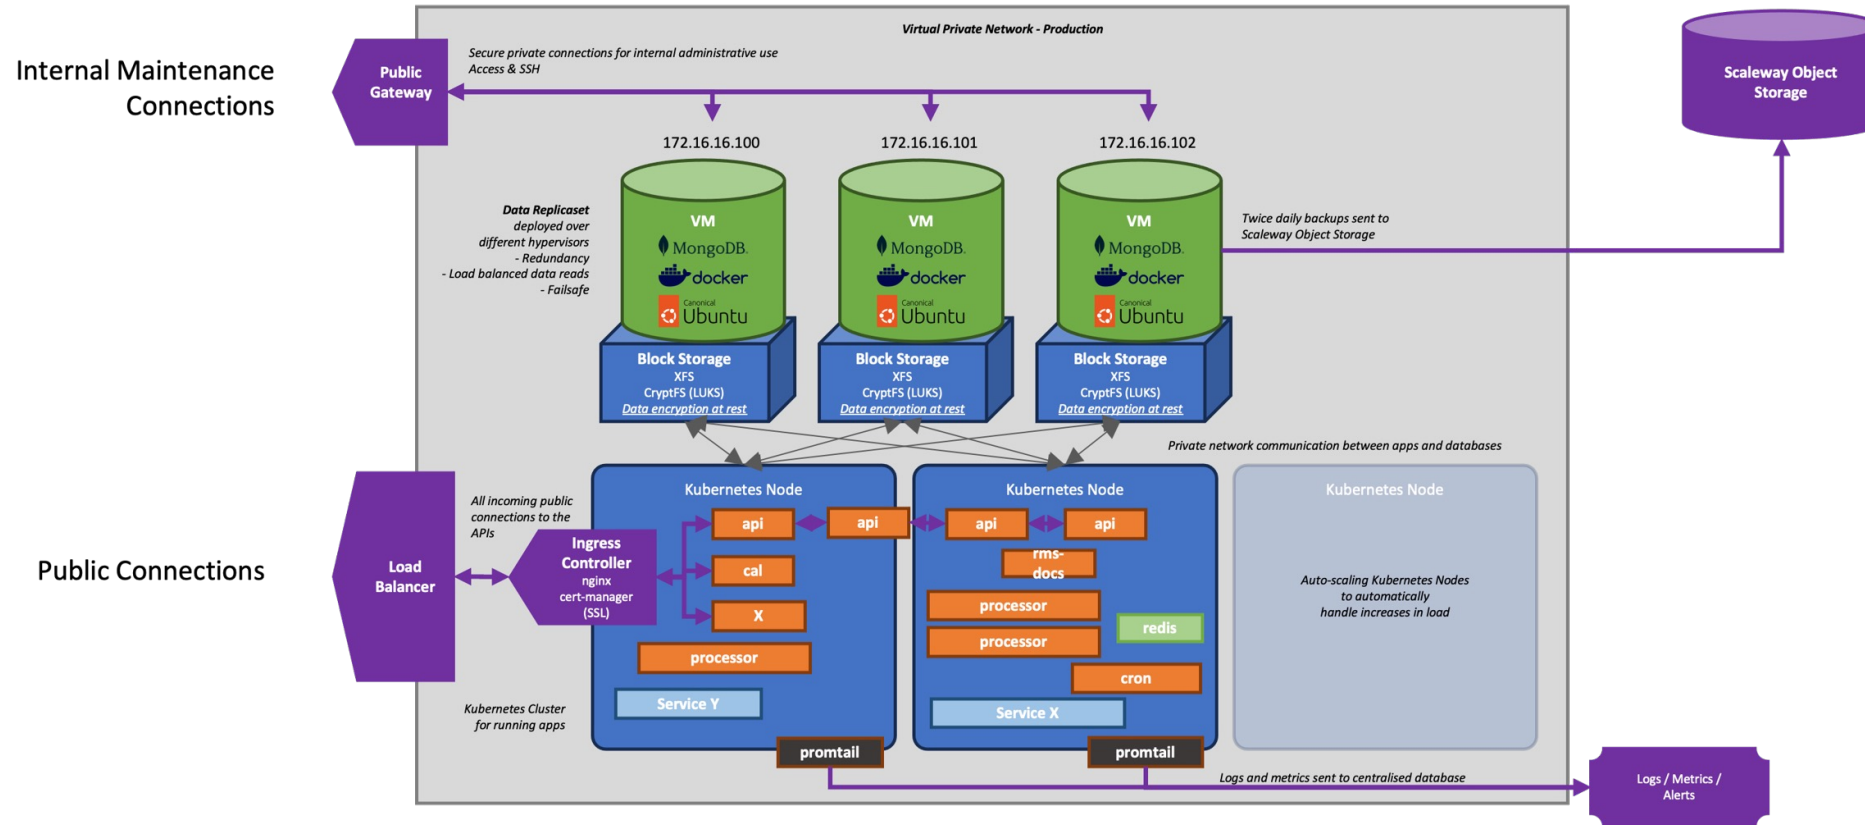 Virtual Private Network - Production
Internal Maintenance
Connections
Public
Gateway
Secure private connections for internal administrative use
Access & SSH
Scaleway Object
Storage
172.16.16.100
172.16.16.101
172.16.16.102
Data Replicaset
deployed over
different hypervisors
- Redundancy
- Load balanced data reads
- Failsafe
VM
MongoDB.
docker
Canonical
Ubuntu
VM
MongoDB.
docker
Canonical
Ubuntu
VM
MongoDB.
docker
Canonical
Ubuntu
Twice daily backups sent to
Scaleway Object Storage
Block Storage
XFS
CryptFS (LUKS)
Data encryption at rest
Block Storage
XFS
CryptFS (LUKS)
Data encryption at rest
Block Storage
XFS
CryptFS (LUKS)
Data encryption at rest
Private network communication between apps and databases
Public Connections
Load
Balancer
All incoming public
connections to the
APIs
Ingress
Controller
nginx
cert-manager
(SSL)
Kubernetes Cluster
for running apps
Kubernetes Node
api
api
cal
X
processor
Service Y
promtail
Kubernetes Node
api
api
rms-
docs
processor
processor
redis
cron
Service X
promtail
Kubernetes Node
Auto-scaling Kubernetes Nodes
to automatically
handle increases in load
Logs and metrics sent to centralised database
Logs / Metrics /
Alerts